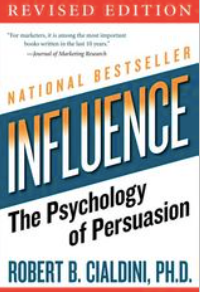 REVISED EDITION
"For marketers, it is among the most important
books written in the last 10 years."
—Journal of Marketing Research
NATIONAL BESTSELLER
INFLUENCE
The Psychology
of Persuasion
ROBERT B. CIALDINI, PH.D.